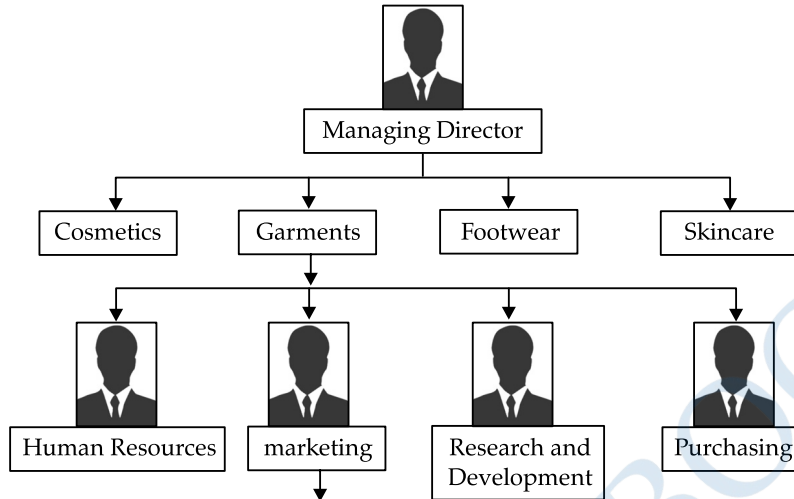 Managing Director
Cosmetics
Garments
Footwear
Skincare
Human Resources
marketing
Research and
Development
Purchasing